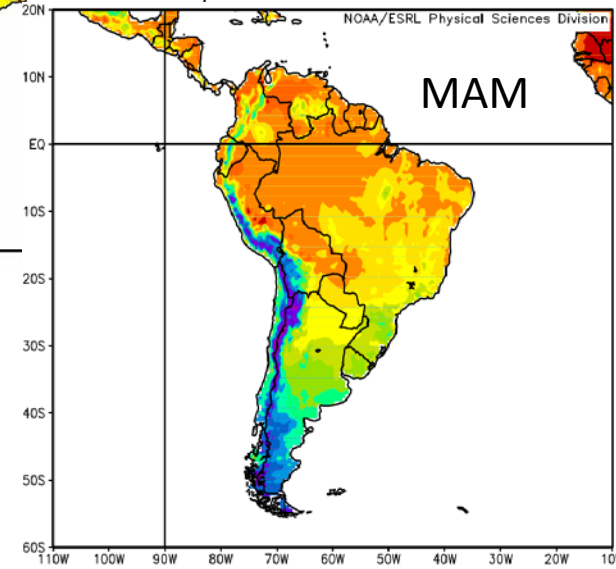 20N
NOAA/ESRL Physical Sciences Division
MAM
10N
EQ
10S
20S
30S
40S
50S
60S
110W 100W 90W 80W 70W 60W 50W 40W 30W 20W 10